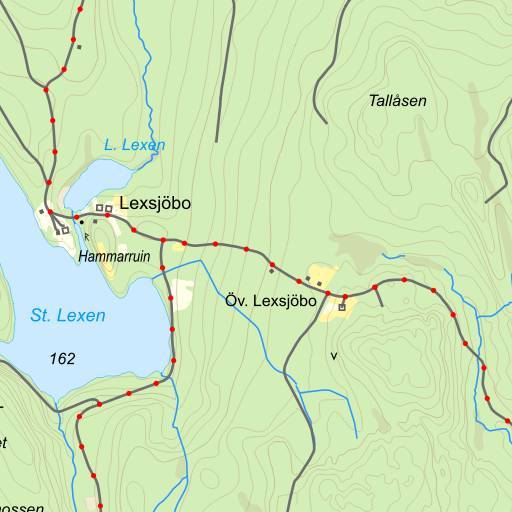 Tallåsen
L. Lexen
Lexsjöbo
Hammarruin
Öv. Lexsjöbo
St. Lexen
162